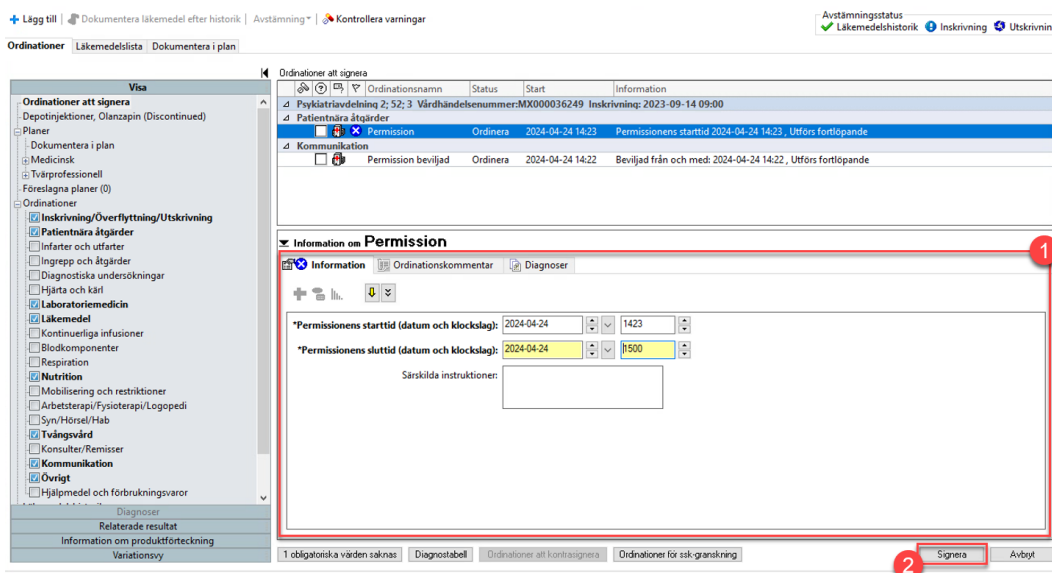 Lägg till Dokumentera läkemedel efter historik Avstämning Kontrollera varningar
Avstämningsstatus
Läkemedelshistorik Inskrivning Utskrivnin
Ordinationer Läkemedelslista Dokumentera i plan
Ordinationer att signera
Visa
Ordinationer att signera
Depotinjektioner, Olanzapin (Discontinued)
Planer
Dokumentera i plan
Medicinsk
Tvärprofessionell
Föreslagna planer (0)
Ordinationer
Inskrivning/Överflyttning/Utskrivning
Patientnära åtgärder
Infarter och utfarter
Ingrepp och åtgärder
Diagnostiska undersökningar
Hjärta och kärl
Laboratoriemedicin
Läkemedel
Kontinuerliga infusioner
Blodkomponenter
Respiration
Nutrition
Mobilisering och restriktioner
Arbetsterapi/Fysioterapi/Logopedi
Syn/Hörsel/Hab
Tvångsvård
Konsulter/Remisser
Kommunikation
Övrigt
Hjälpmedel och förbrukningsvaror
Diagnoser
Relaterade resultat
Information om produktförteckning
Variationsvy
Ordinationsnamn Status Start Information
Psykiatriavdelning 2; 52; 3 Vårdhändelsenummer:MX000036249 Inskrivning: 2023-09-14 09:00
Patientnära åtgärder
Permission Ordinera 2024-04-24 14:23 Permissionens starttid 2024-04-24 14:23 , Utförs fortlöpande
Kommunikation
Permission beviljad Ordinera 2024-04-24 14:22 Beviljad från och med: 2024-04-24 14:22 , Utförs fortlöpande
Information om Permission
1
Information Ordinationskommentar Diagnoser
*Permissionens starttid (datum och klockslag): 2024-04-24 1423
*Permissionens sluttid (datum och klockslag): 2024-04-24 1500
Särskilda instruktioner:
1 obligatoriska värden saknas Diagnostabell Ordinationer att kontrasignera Ordinationer för ssk-granskning Signera Avbryt
2